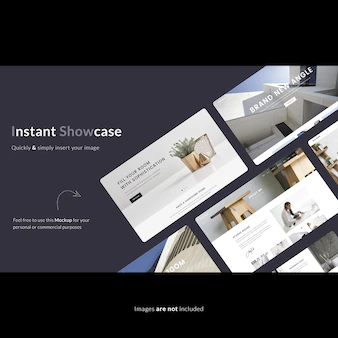 Instant Showcase
Quickly & simply insert your image
Feel free to use this Mockup for your
personal or commercial purposes
BRAND NEW ANGLE
FILL YOUR ROOM
WITH SOPHISTICATION
Images are not included